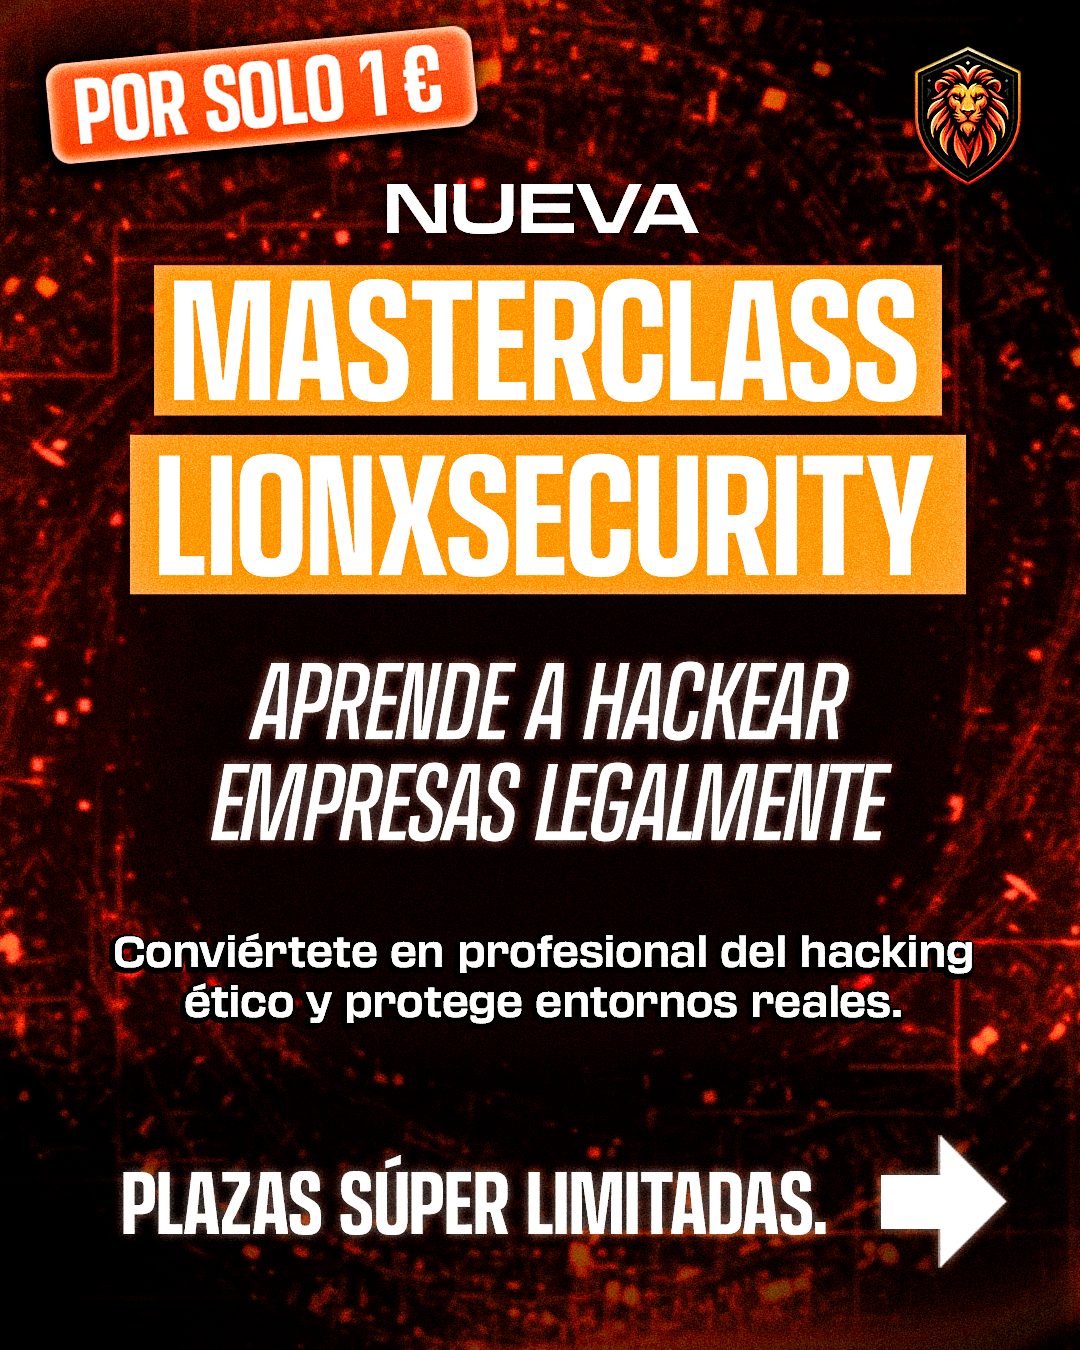 POR SOLO 1 €
NUEVA
MASTERCLASS
LIONXSECURITY
APRENDE A HACKEAR
EMPRESAS LEGALMENTE
Conviértete en profesional del hacking
ético y protege entornos reales.
PLAZAS SÚPER LIMITADAS.